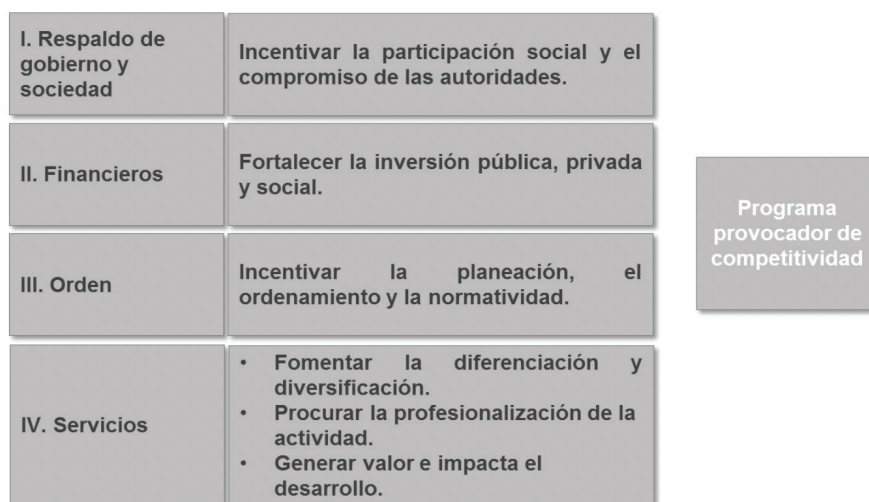 I. Respaldo de
gobierno y
sociedad
Incentivar la participación social y el
compromiso de las autoridades.
II. Financieros
Fortalecer la inversión pública, privada
y social.
III. Orden
Incentivar la planeación, el
ordenamiento y la normatividad.
IV. Servicios
• Fomentar la diferenciación y
diversificación.
• Procurar la profesionalización de la
actividad.
• Generar valor e impacta el
desarrollo.
Programa
provocador de
competitividad